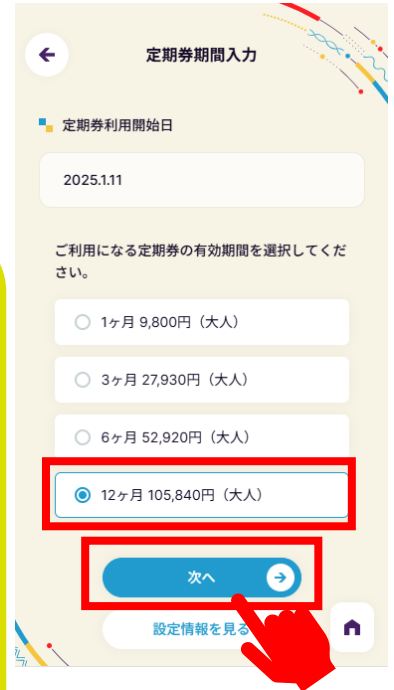 定期券期間入力
定期券利用開始日
2025.1.11
ご利用になる定期券の有効期間を選択してくだ
さい。
1ヶ月 9,800円（大人）
3ヶ月 27,930円（大人）
6ヶ月 52,920円（大人）
12ヶ月 105,840円（大人）
次へ
設定情報を見る